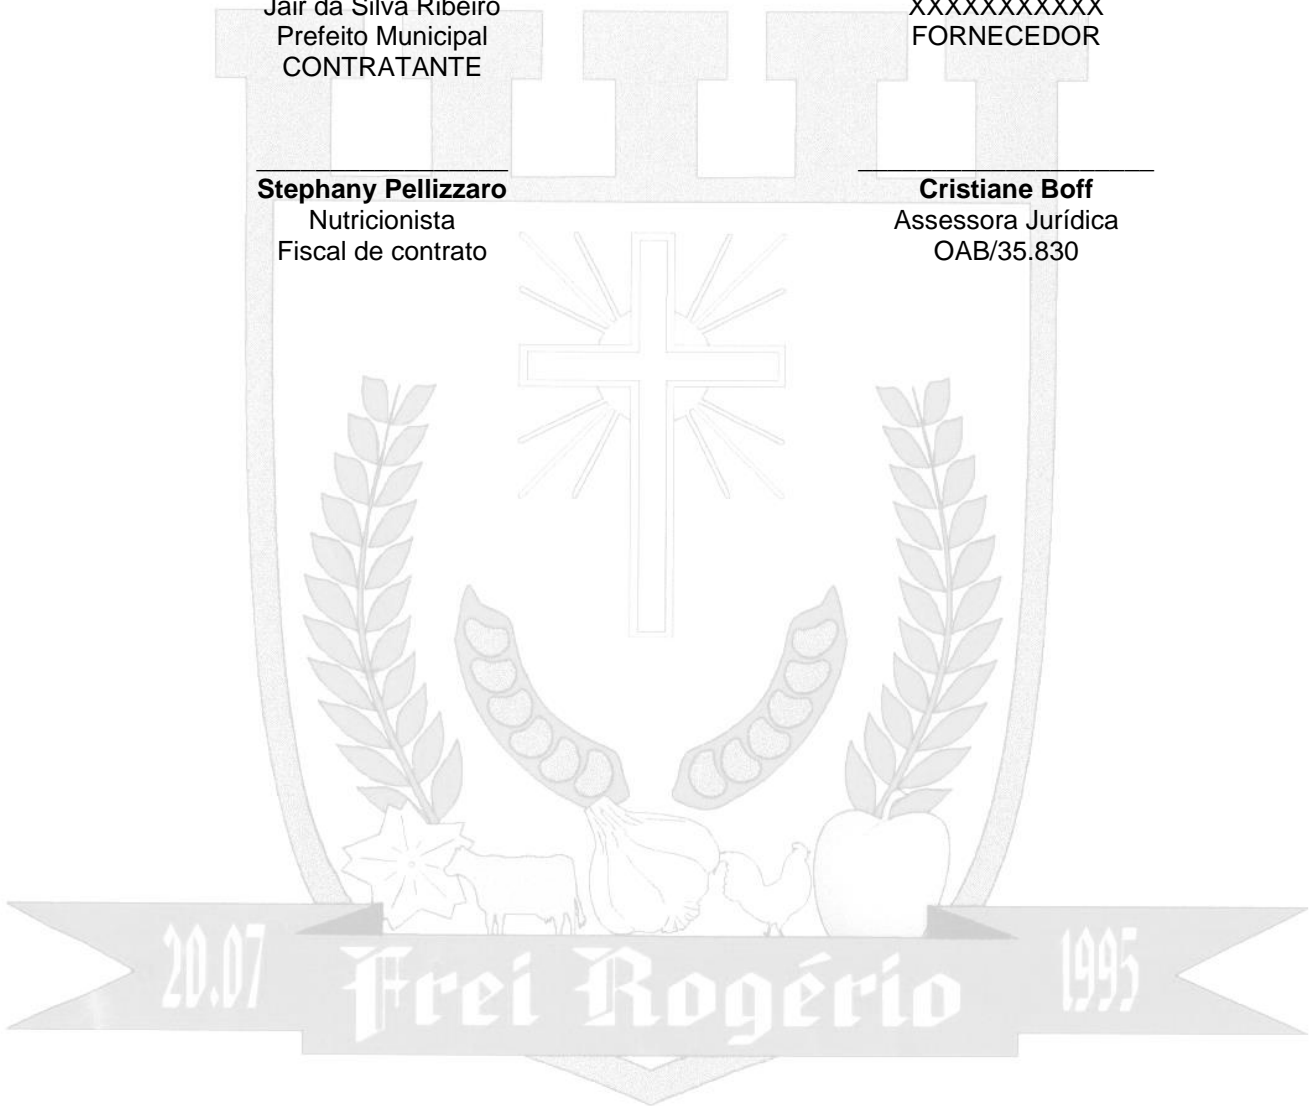 Jair da Silva Ribeiro
Prefeito Municipal
CONTRATANTE
XXXXXXXXXXX
FORNECEDOR
Stephany Pellizzaro
Nutricionista
Fiscal de contrato
Cristiane Boff
Assessora Jurídica
OAB/35.830
20.07
Frei Rogério
1995